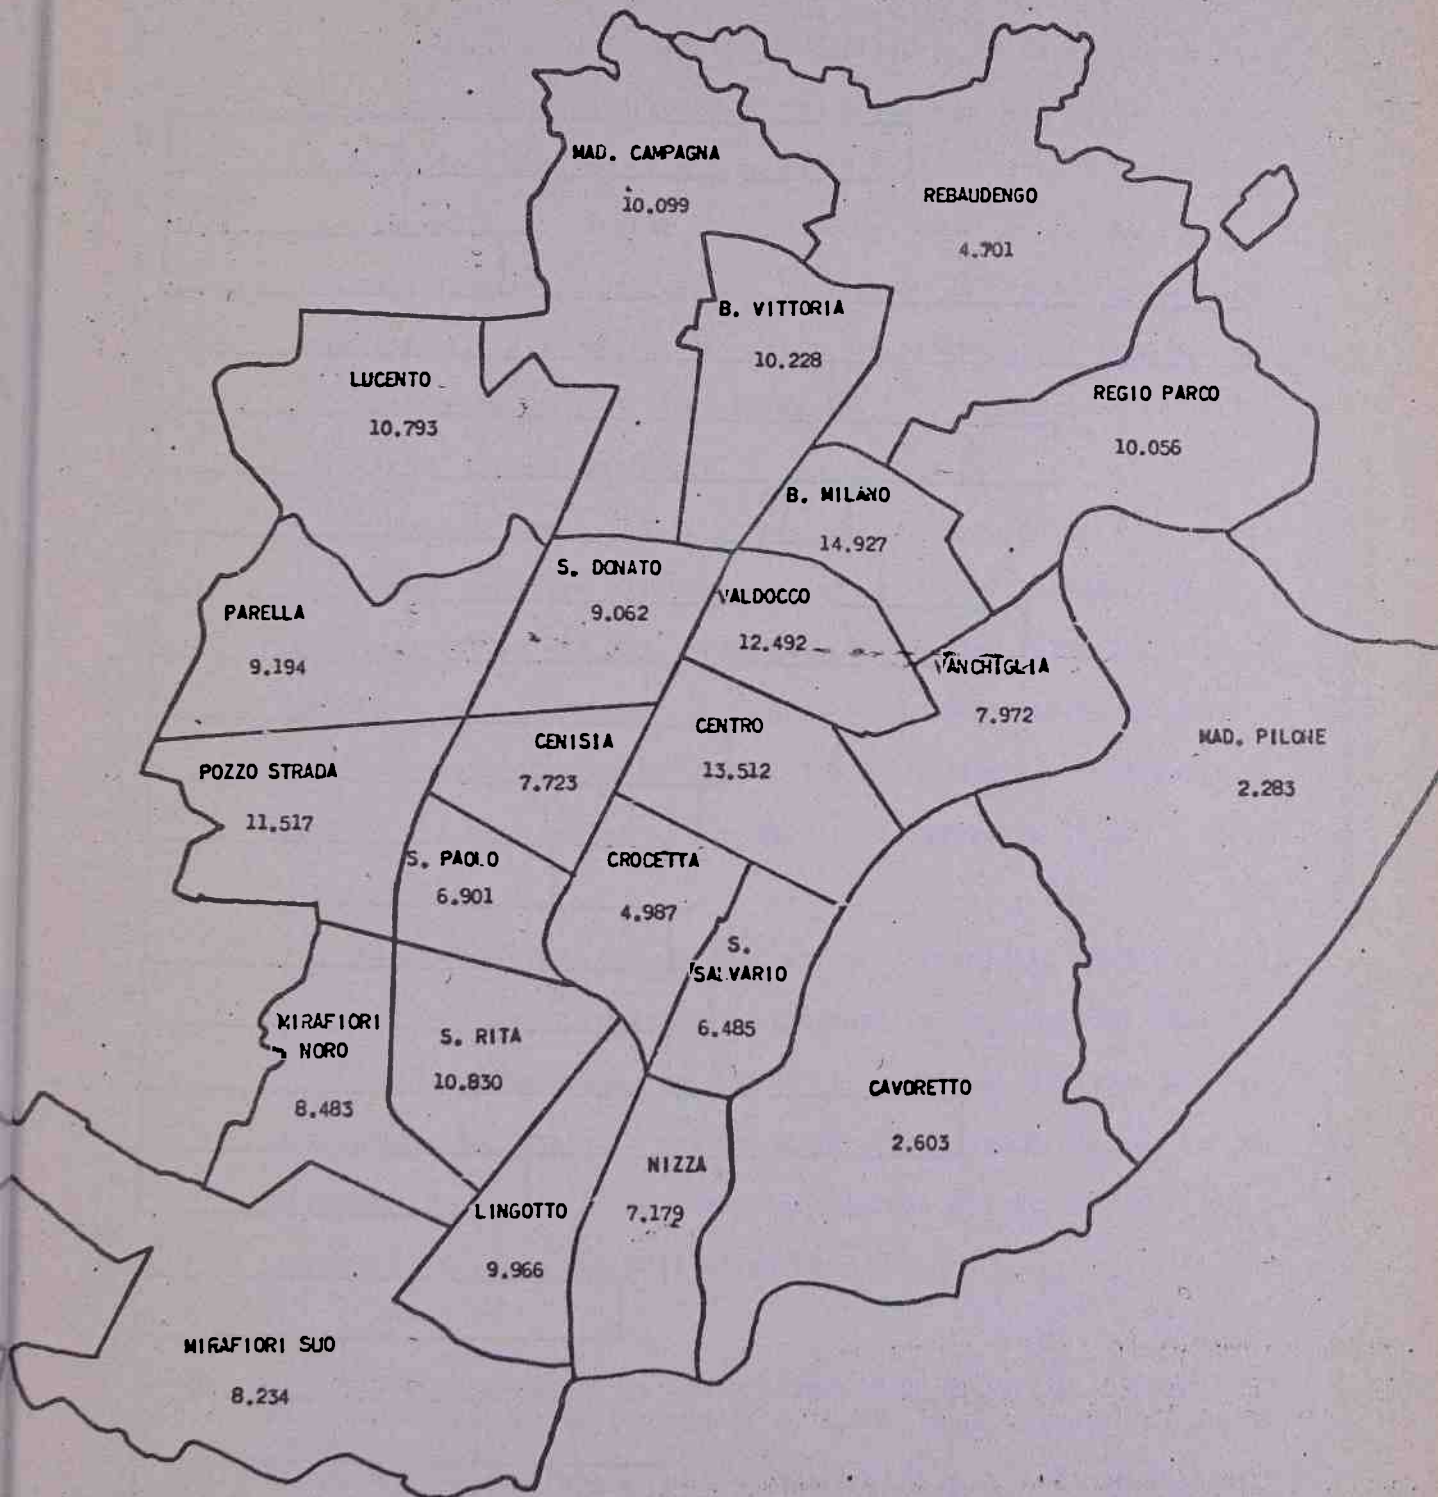 MAD. CAMPAGNA
10.099
REBAUDENGO
4.701
B. VITTORIA
10.228
LUCENTO
10.793
REGIO PARCO
10.056
B. MILANO
14.927
S. DONATO
9.062
VALDOCCO
12.492
PARELLA
9.194
VANCHIGLIA
7.972
CENTRO
13.512
CENISIA
7.723
MAD. PILONE
2.283
POZZO STRADA
11.517
S. PAOLO
6.901
CROCETTA
4.987
S.
SALVARIO
6.485
MIRAFIORI
NORO
8.483
S. RITA
10.830
CAVORETTO
2.603
NIZZA
7.179
LINGOTTO
9.966
MIRAFIORI SUO
8.234